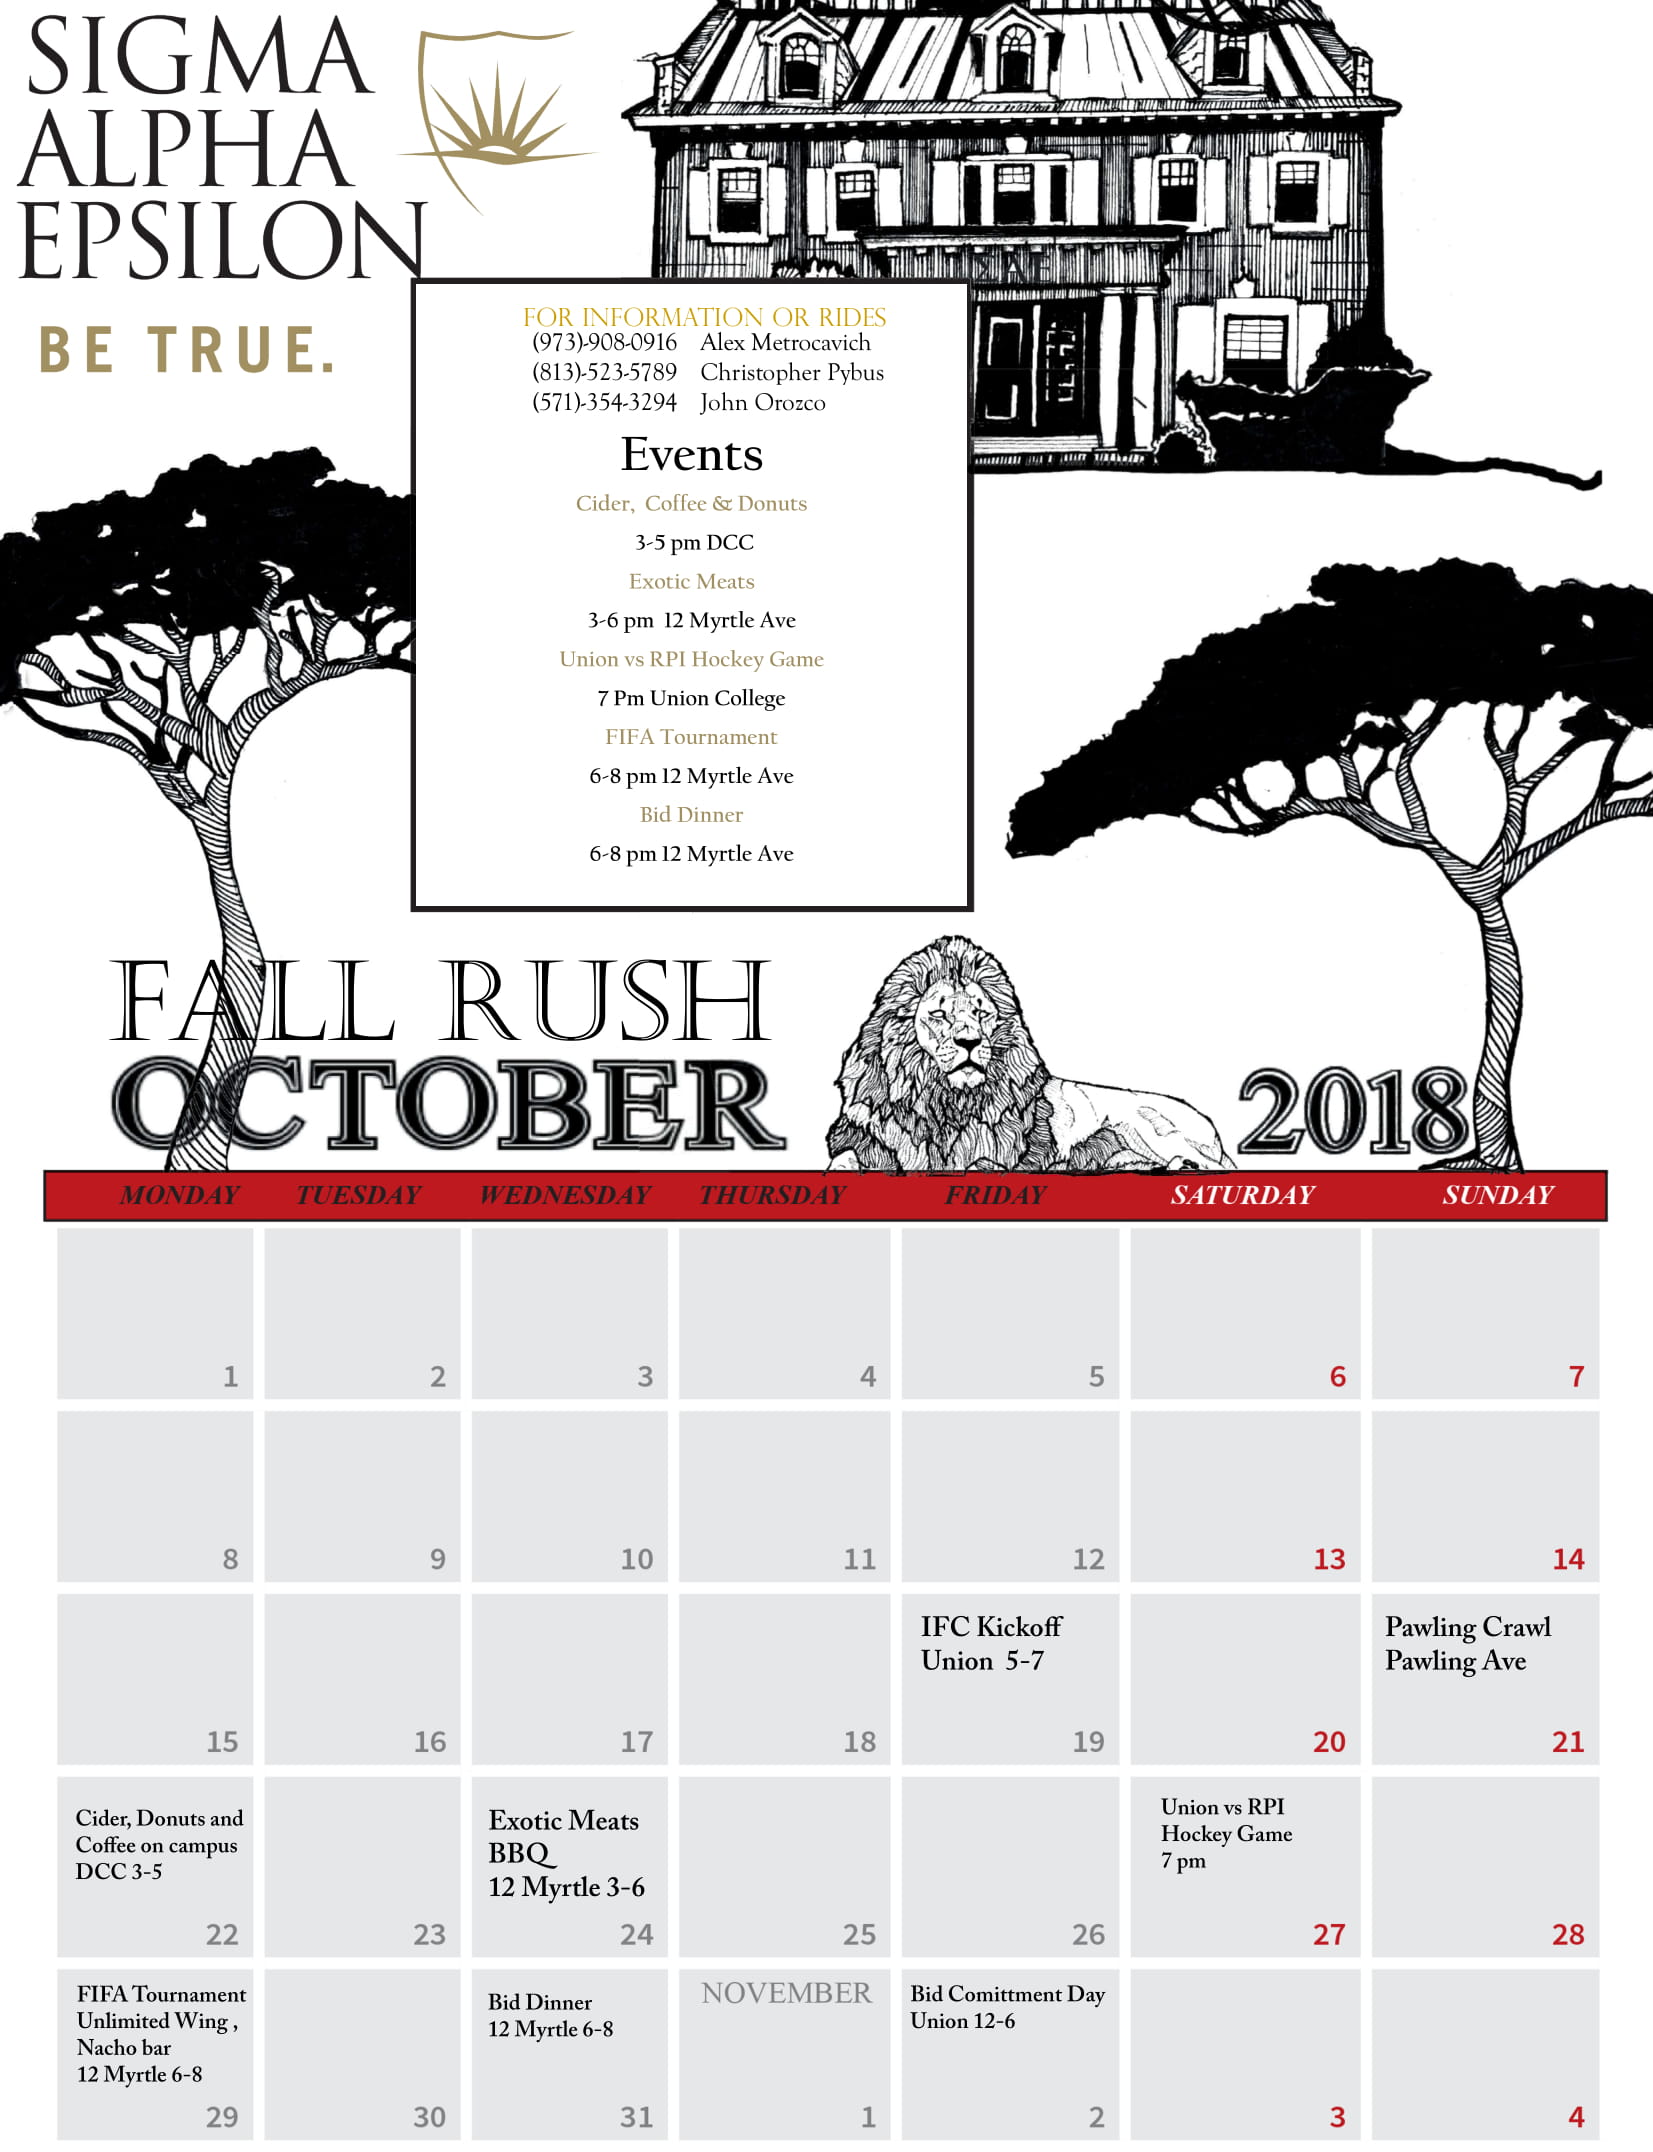 SIGMA
ALPHA
EPSILON
BE TRUE.
ΣΑΕ
FOR INFORMATION OR RIDES
(973)-908-0916 Alex Metrocavich
(813)-523-5789 Christopher Pybus
(571)-354-3294 John Orozco
Events
Cider, Coffee & Donuts
3-5 pm DCC
Exotic Meats
3-6 pm 12 Myrtle Ave
Union vs RPI Hockey Game
7 Pm Union College
FIFA Tournament
6-8 pm 12 Myrtle Ave
Bid Dinner
6-8 pm 12 Myrtle Ave
FALL RUSH
OCTOBER 2018
MONDAY TUESDAY WEDNESDAY THURSDAY FRIDAY SATURDAY SUNDAY
1 2 3 4 5 6 7
8 9 10 11 12 13 14
IFC Kickoff
Union 5-7
Pawling Crawl
Pawling Ave
15 16 17 18 19 20 21
Cider, Donuts and
Coffee on campus
DCC 3-5
Exotic Meats
BBQ
12 Myrtle 3-6
Union vs RPI
Hockey Game
7 pm
22 23 24 25 26 27 28
FIFA Tournament
Unlimited Wing ,
Nacho bar
12 Myrtle 6-8
Bid Dinner
12 Myrtle 6-8
NOVEMBER
Bid Comittment Day
Union 12-6
29 30 31 1 2 3 4